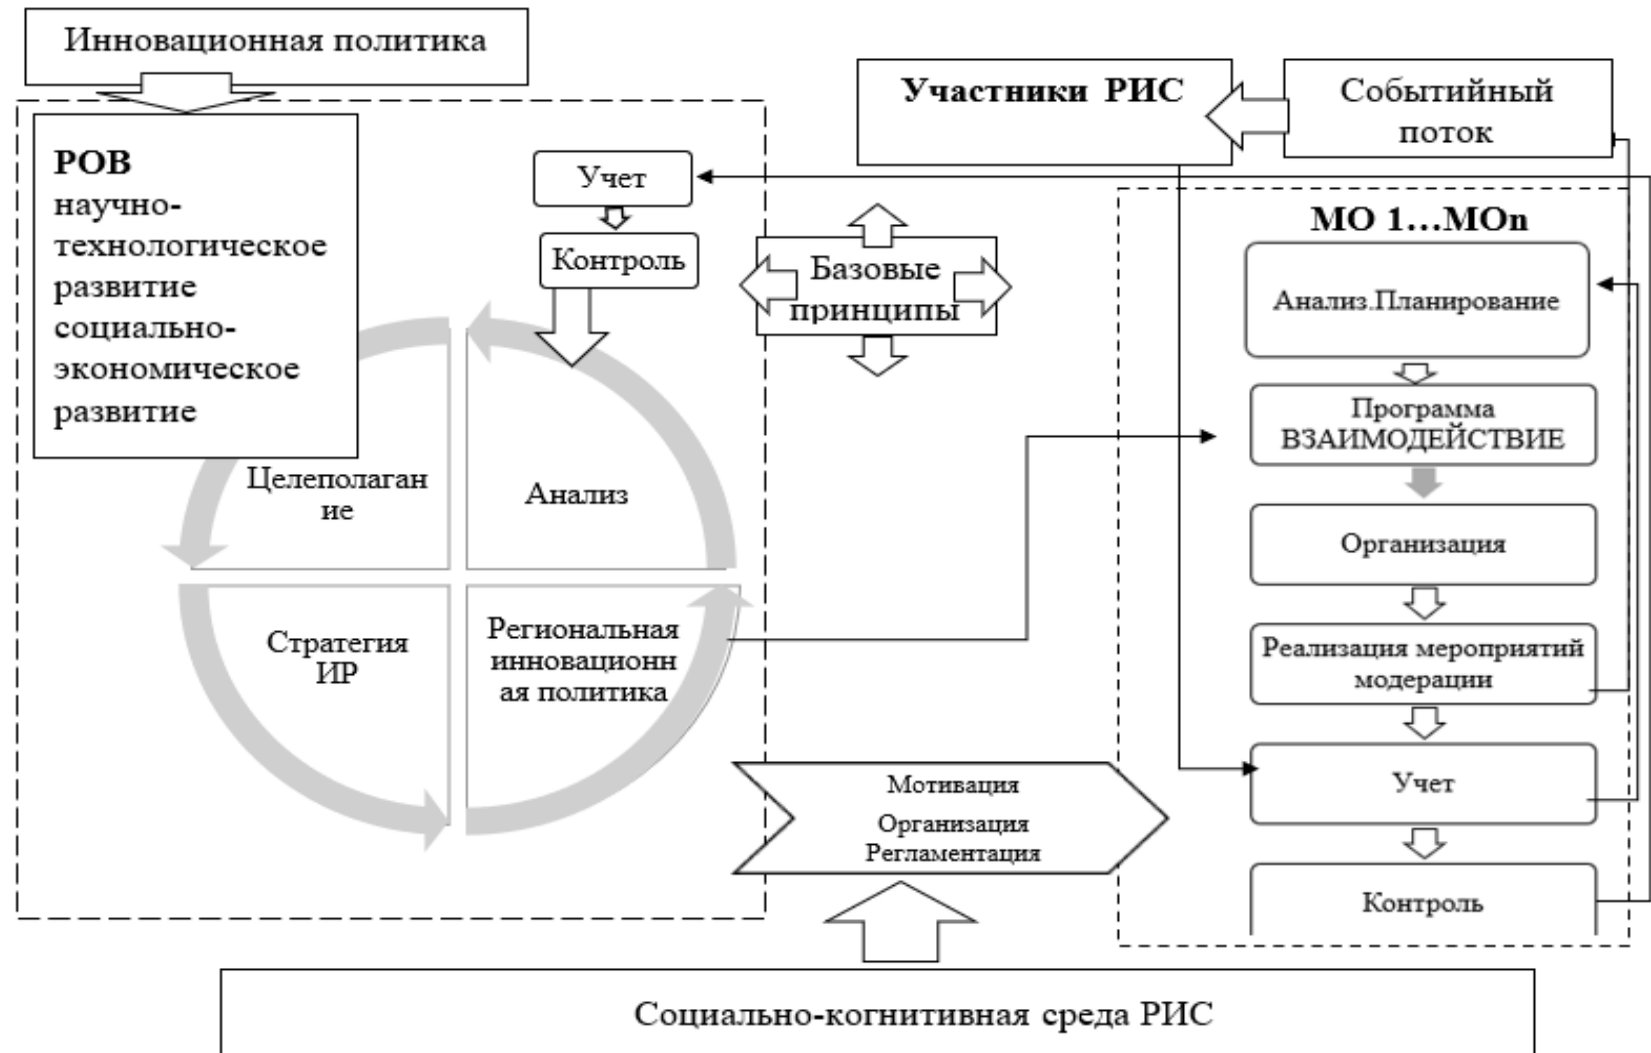 Инновационная политика
РОВ
научно-
технологическое
развитие
социально-
экономическое
развитие
Учет
Контроль
Целеполаган
ие
Анализ
Стратегия
ИР
Региональная
инновационн
ая политика
Базовые
принципы
Участники РИС
Событийный
поток
МО 1...МОn
Анализ.Планирование
Программа
ВЗАИМОДЕЙСТВИЕ
Организация
Реализация мероприятий
модерации
Учет
Контроль
Мотивация
Организация
Регламентация
Социально-когнитивная среда РИС